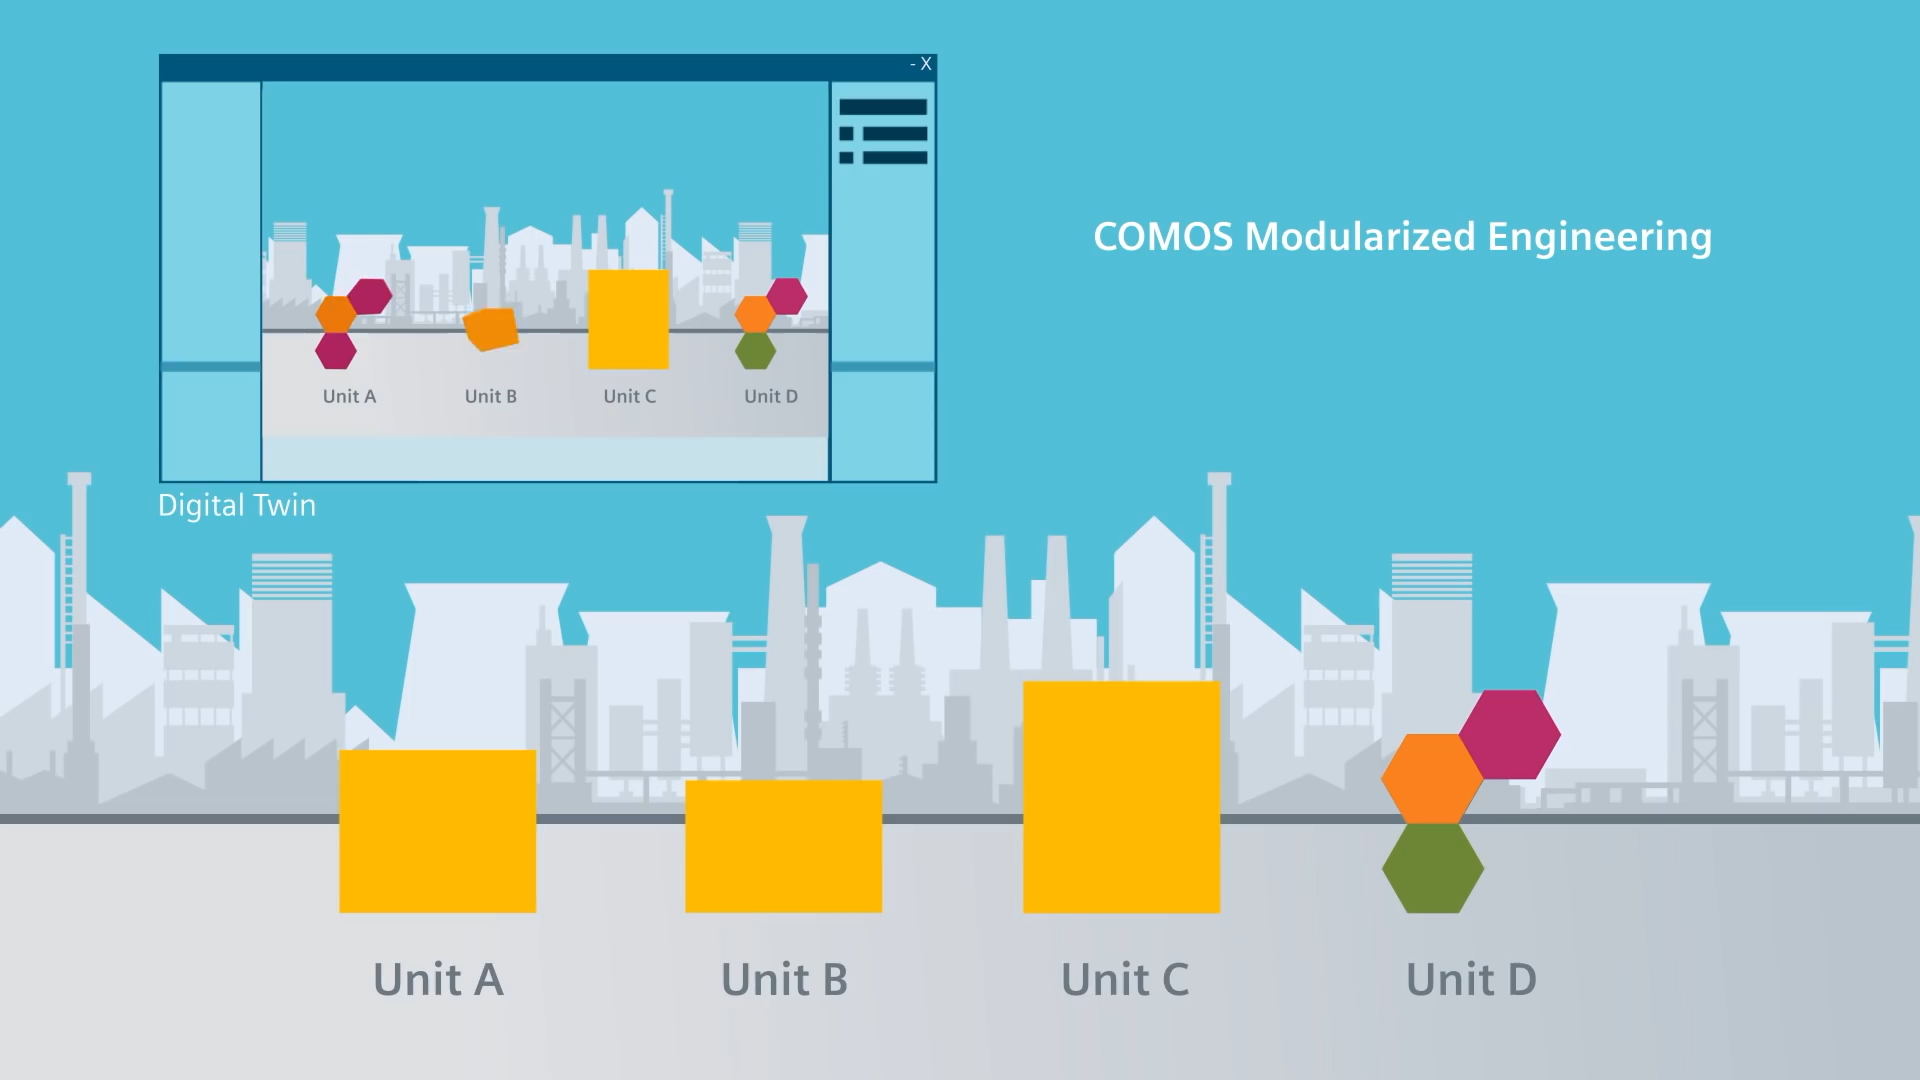 - X
COMOS Modularized Engineering
Unit A
Unit B
Unit C
Unit D
Digital Twin
Unit A
Unit B
Unit C
Unit D